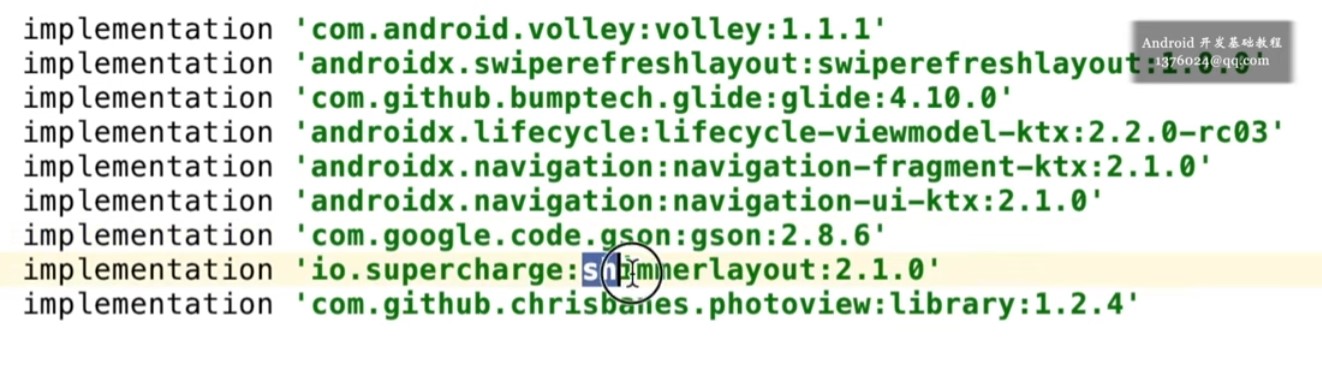 implementation 'com.android.volley:volley:1.1.1'
implementation 'androidx.swiperefreshlayout:swiperefreshlayout:1.0.0'
implementation 'com.github.bumptech.glide:glide:4.10.0'
implementation 'androidx.lifecycle:lifecycle-viewmodel-ktx:2.2.0-rc03'
implementation 'androidx.navigation:navigation-fragment-ktx:2.1.0'
implementation 'androidx.navigation:navigation-ui-ktx:2.1.0'
implementation 'com.google.code.gson:gson:2.8.6'
implementation 'io.supercharge:shimmerlayout:2.1.0'
implementation 'com.github.chrisbanes.photoview:library:1.2.4'
Android 开发基础教程
1376024@qq.com